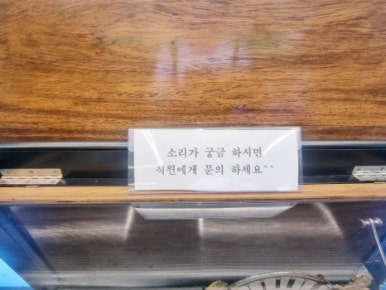 소리가 궁금 하시면
직원에게 문의 하세요^^